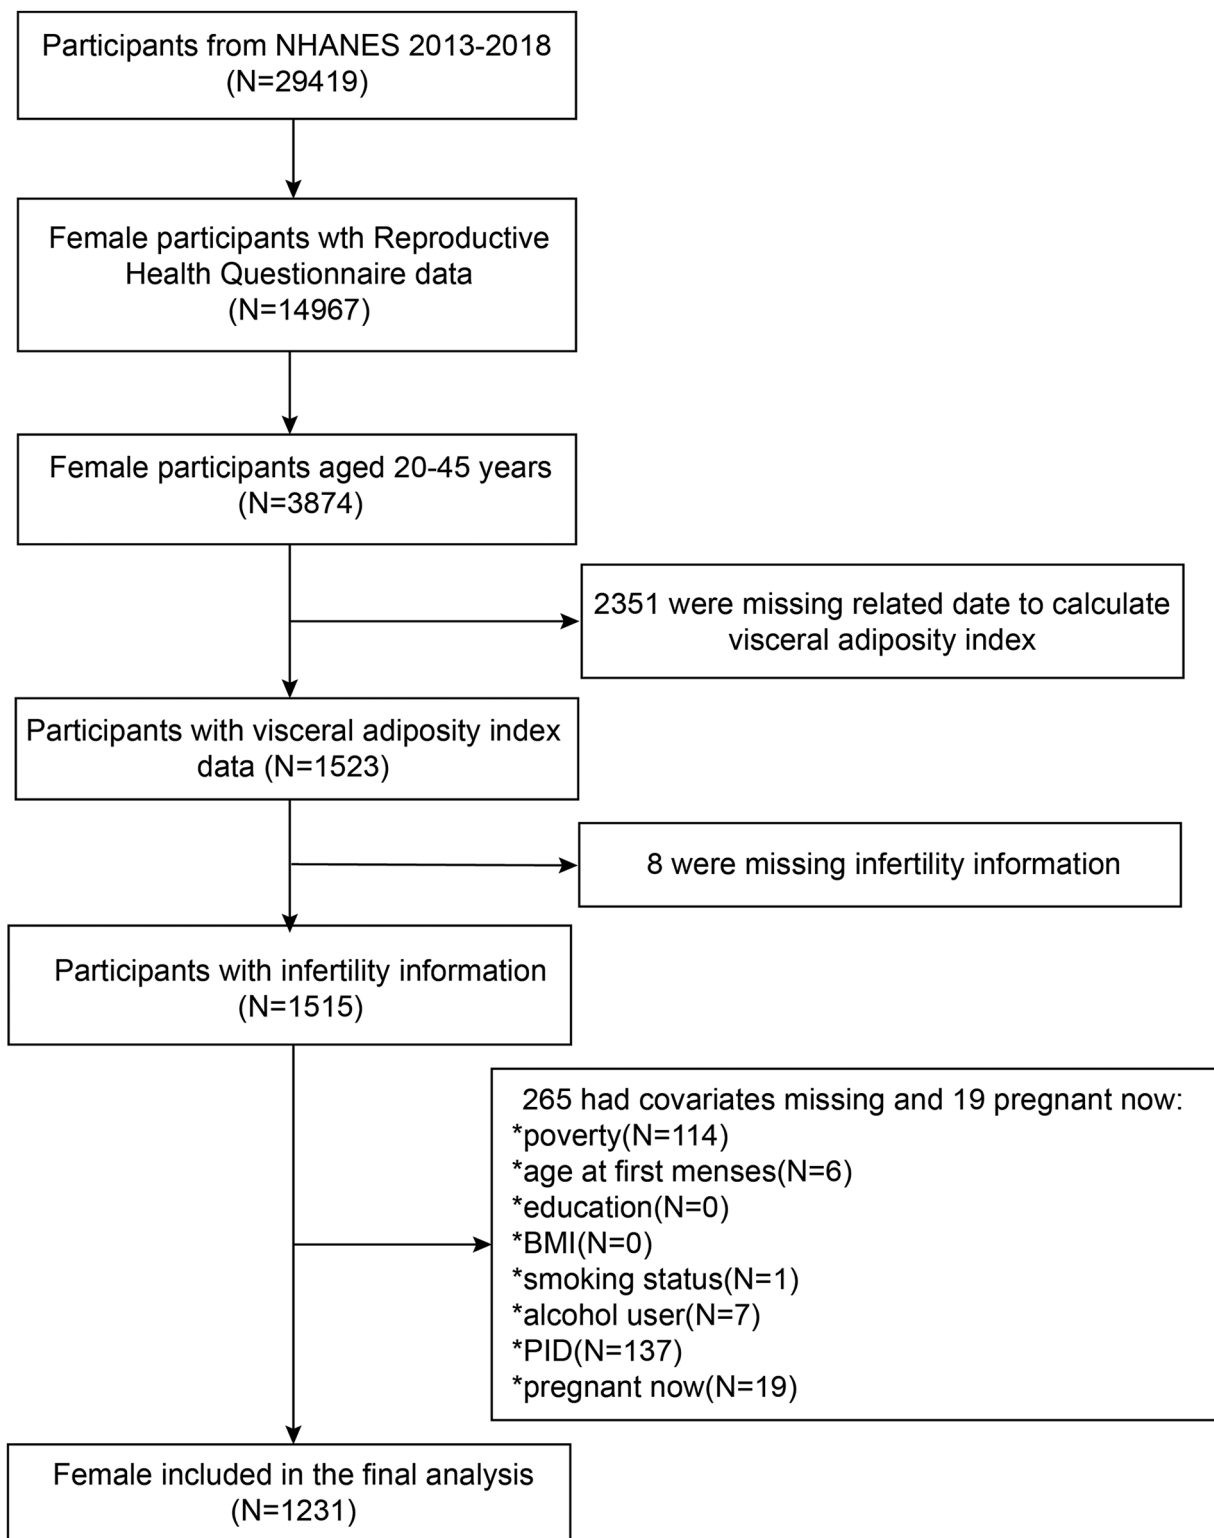 Participants from NHANES 2013-2018
(N=29419)
Female participants wth Reproductive
Health Questionnaire data
(N=14967)
Female participants aged 20-45 years
(N=3874)
2351 were missing related date to calculate
visceral adiposity index
Participants with visceral adiposity index
data (N=1523)
8 were missing infertility information
Participants with infertility information
(N=1515)
265 had covariates missing and 19 pregnant now:
*poverty(N=114)
*age at first menses(N=6)
*education(N=0)
*BMI(N=0)
*smoking status(N=1)
*alcohol user(N=7)
*PID(N=137)
*pregnant now(N=19)
Female included in the final analysis
(N=1231)